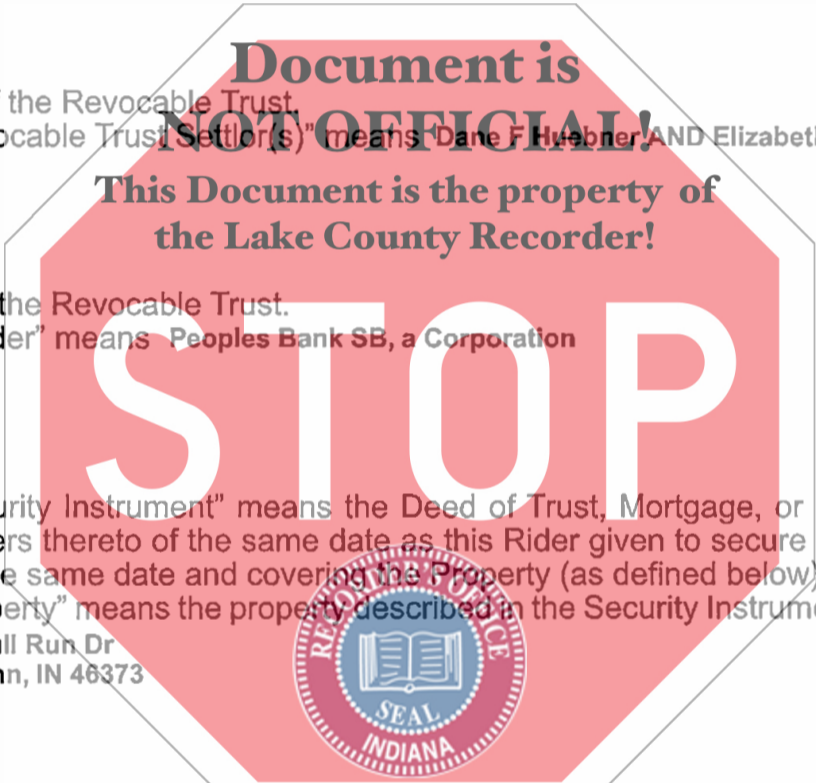 Document is
the Revocable Trust.
NOT OFFICIAL!
ocable Trust Settlor(s)” means Dane F Huebner AND Elizabet
This Document is the property of
the Lake County Recorder!
the Revocable Trust.
der” means Peoples Bank SB, a Corporation
STOP
urity Instrument” means the Deed of Trust, Mortgage, or
ers thereto of the same date as this Rider given to secure
e same date and covering the Property (as defined below)
perty” means the property described in the Security Instrume
ll Run Dr
n, IN 46373
RECORDER'S OFFICE
SEAL
INDIANA